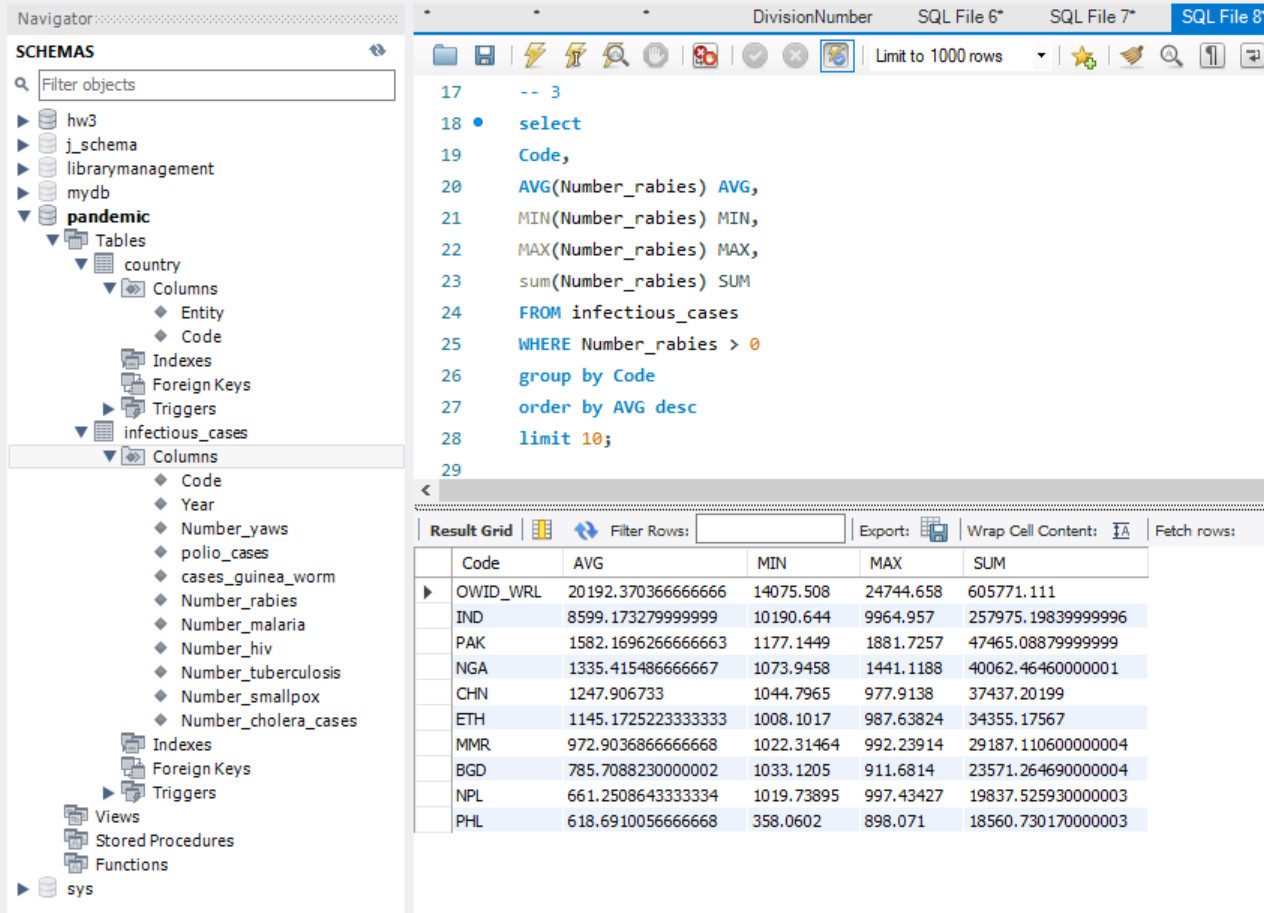 Navigator
SCHEMAS
Filter objects
hw3
j_schema
librarymanagement
mydb
pandemic
Tables
country
Columns
Entity
Code
Indexes
Foreign Keys
Triggers
infectious_cases
Columns
Code
Year
Number_yaws
polio_cases
cases_guinea_worm
Number_rabies
Number_malaria
Number_hiv
Number_tuberculosis
Number_smallpox
Number_cholera_cases
Indexes
Foreign Keys
Triggers
Views
Stored Procedures
Functions
sys
* * * DivisionNumber SQL File 6* SQL File 7* SQL File 8*
Limit to 1000 rows
17 -- 3
18 select
19 Code,
20 AVG(Number_rabies) AVG,
21 MIN(Number_rabies) MIN,
22 MAX(Number_rabies) MAX,
23 sum(Number_rabies) SUM
24 FROM infectious_cases
25 WHERE Number_rabies > 0
26 group by Code
27 order by AVG desc
28 limit 10;
29
Result Grid Filter Rows: Export: Wrap Cell Content: Fetch rows:
Code AVG MIN MAX SUM
OWID_WRL 20192.370366666666 14075.508 24744.658 605771.111
IND 8599.173279999999 10190.644 9964.957 257975.19839999996
PAK 1582.1696266666663 1177.1449 1881.7257 47465.08879999999
NGA 1335.415486666667 1073.9458 1441.1188 40062.46460000001
CHN 1247.906733 1044.7965 977.9138 37437.20199
ETH 1145.1725223333333 1008.1017 987.63824 34355.17567
MMR 972.9036866666668 1022.31464 992.23914 29187.110600000004
BGD 785.7088230000002 1033.1205 911.6814 23571.264690000004
NPL 661.2508643333334 1019.73895 997.43427 19837.525930000003
PHL 618.6910056666668 358.0602 898.071 18560.730170000003